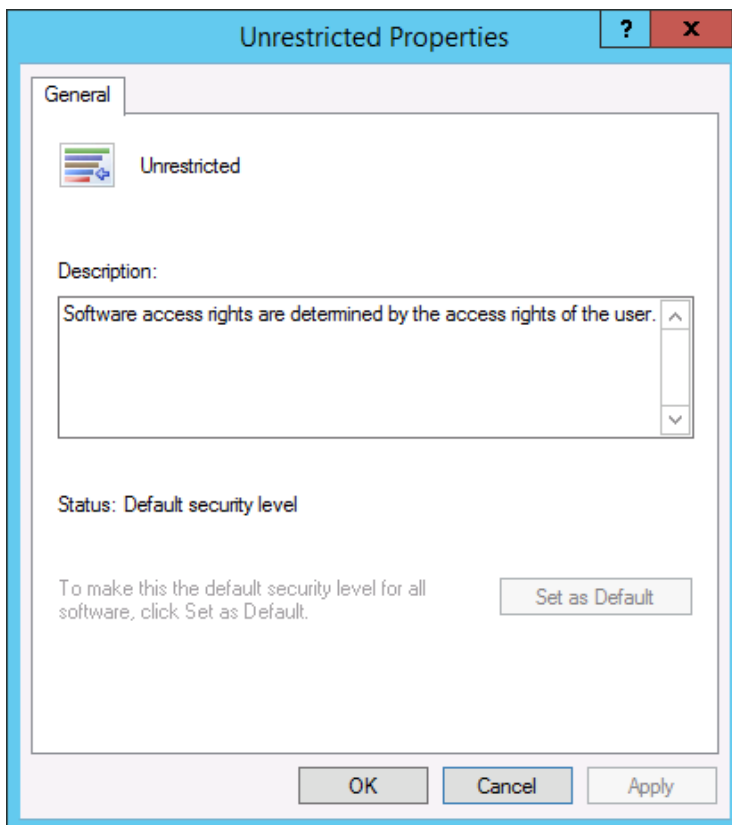 Unrestricted Properties
?
x
General
Unrestricted
Description:
Software access rights are determined by the access rights of the user.
Status: Default security level
To make this the default security level for all
software, click Set as Default.
Set as Default
OK
Cancel
Apply